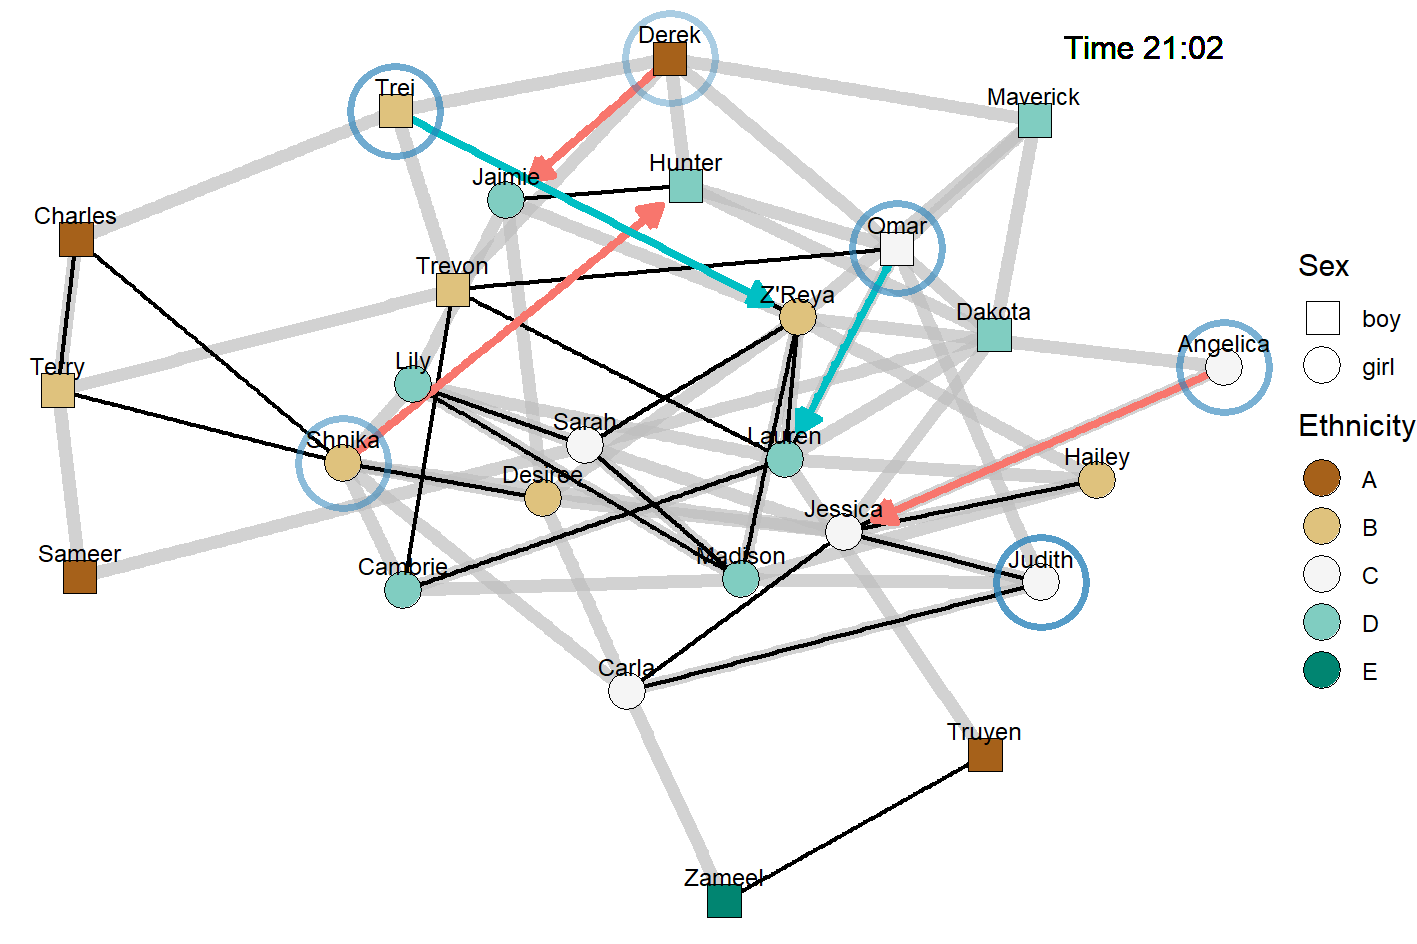 Derek
Time 21:02
Trei
Maverick
Hunter
Jaimie
Charles
Omar
Trevon
Z'Reya
Dakota
Angelica
Terry
Lily
Sarah
Lauren
Shnika
Desiree
Hailey
Jessica
Sameer
Cambrie
Madison
Judith
Carla
Truyen
Zameel
Sex
boy
girl
Ethnicity
A
B
C
D
E